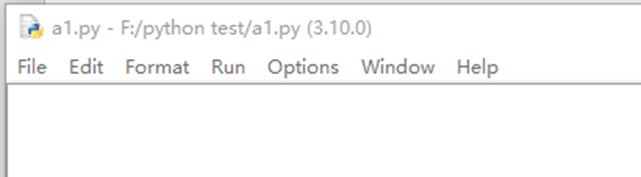 a1.py - F:/python test/a1.py (3.10.0)
File Edit Format Run Options Window Help